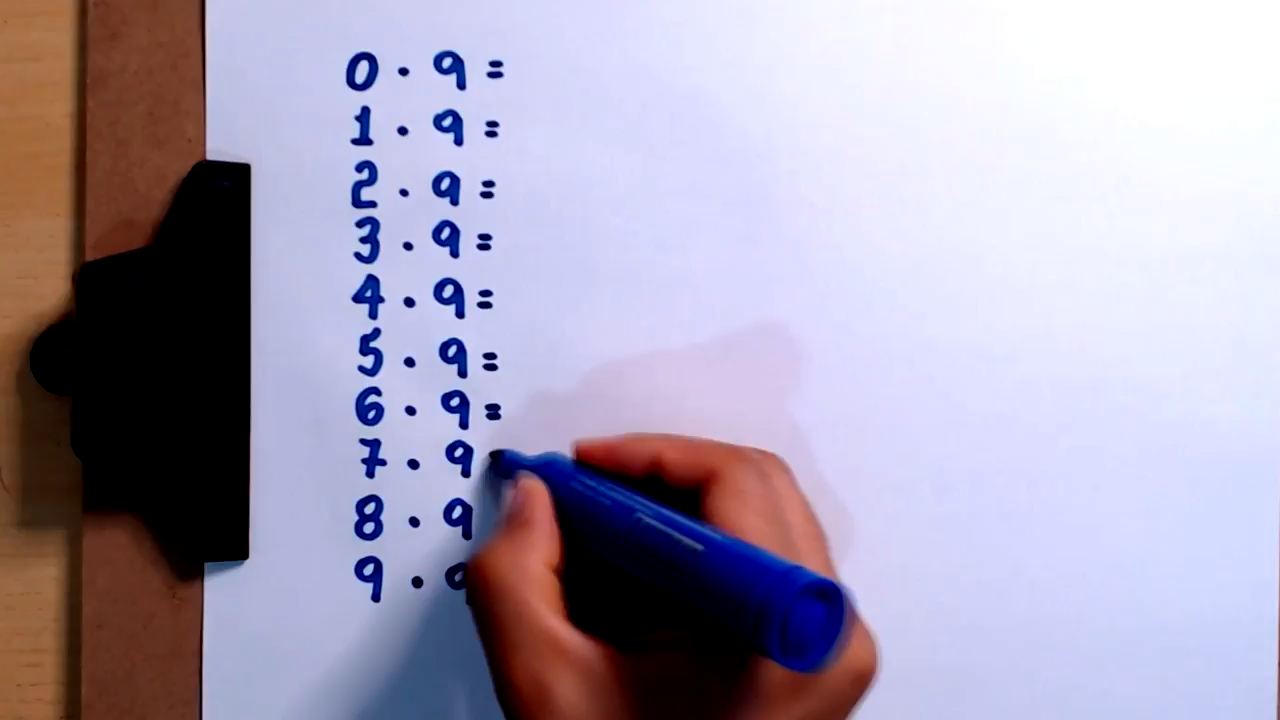 0 · 9 =
1 · 9 =
2 · 9 =
3 · 9 =
4 · 9 =
5 · 9 =
6 · 9 =
7 · 9
8 · 9
9 · 9